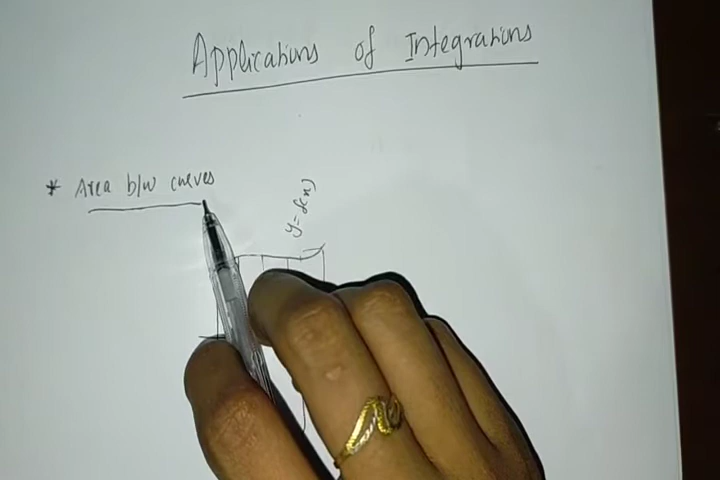 Applications of Integrations
* Area b/w curves
y = f(x)